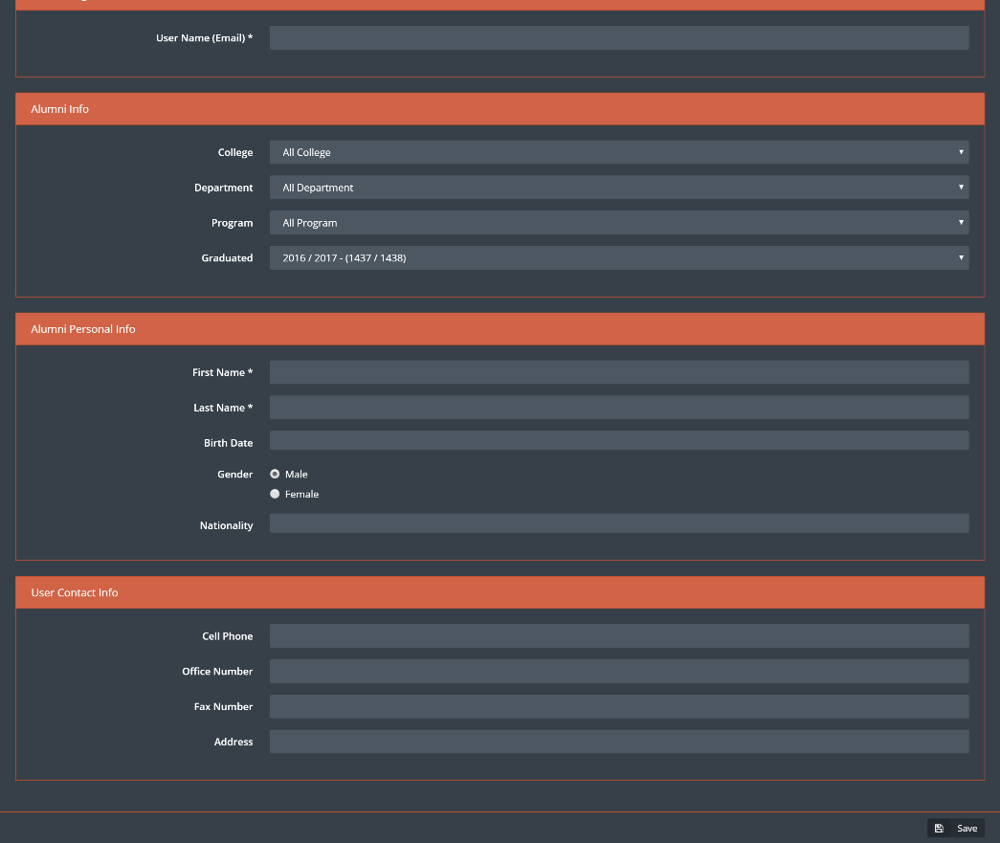 User Name (Email) *
Alumni Info
College
All College
Department
All Department
Program
All Program
Graduated
2016 / 2017 - (1437 / 1438)
Alumni Personal Info
First Name *
Last Name *
Birth Date
Gender
Male
Female
Nationality
User Contact Info
Cell Phone
Office Number
Fax Number
Address
Save